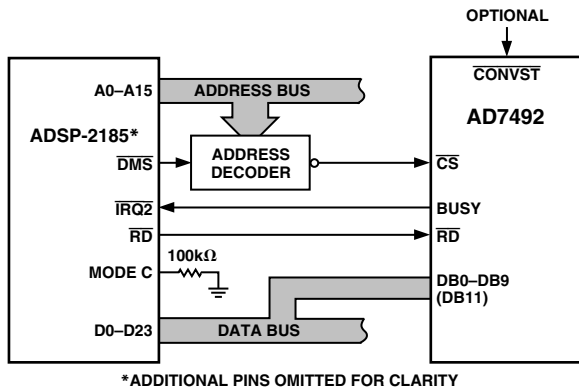 OPTIONAL
CONVST
A0–A15
ADDRESS BUS
AD7492
ADSP-2185*
DMS
ADDRESS
DECODER
CS
IRQ2
BUSY
RD
RD
100kΩ
MODE C
DB0–DB9
(DB11)
D0–D23
DATA BUS
*ADDITIONAL PINS OMITTED FOR CLARITY